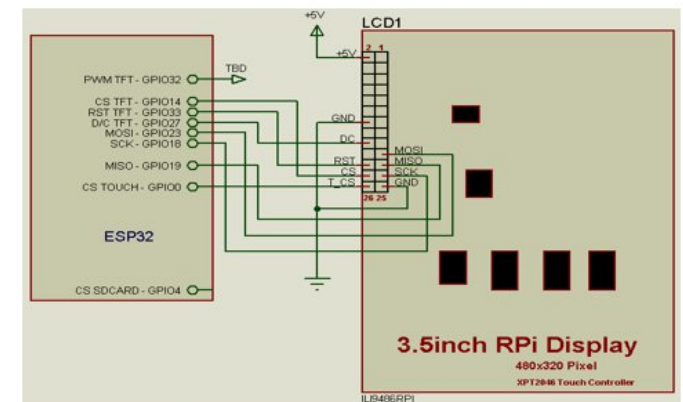 +5V
LCD1
2 1
+5V
TBD
PWM TFT - GPIO32
CS TFT - GPIO14
RST TFT - GPIO33
D/C TFT - GPIO27
MOSI - GPIO23
SCK - GPIO18
MISO - GPIO19
CS TOUCH - GPIO0
ESP32
CS SDCARD - GPIO4
GND
DC
RST
CS
T_CS
MOSI
MISO
SCK
GND
26 25
3.5inch RPi Display
480x320 Pixel
XPT2046 Touch Controller
ILI9486RPI